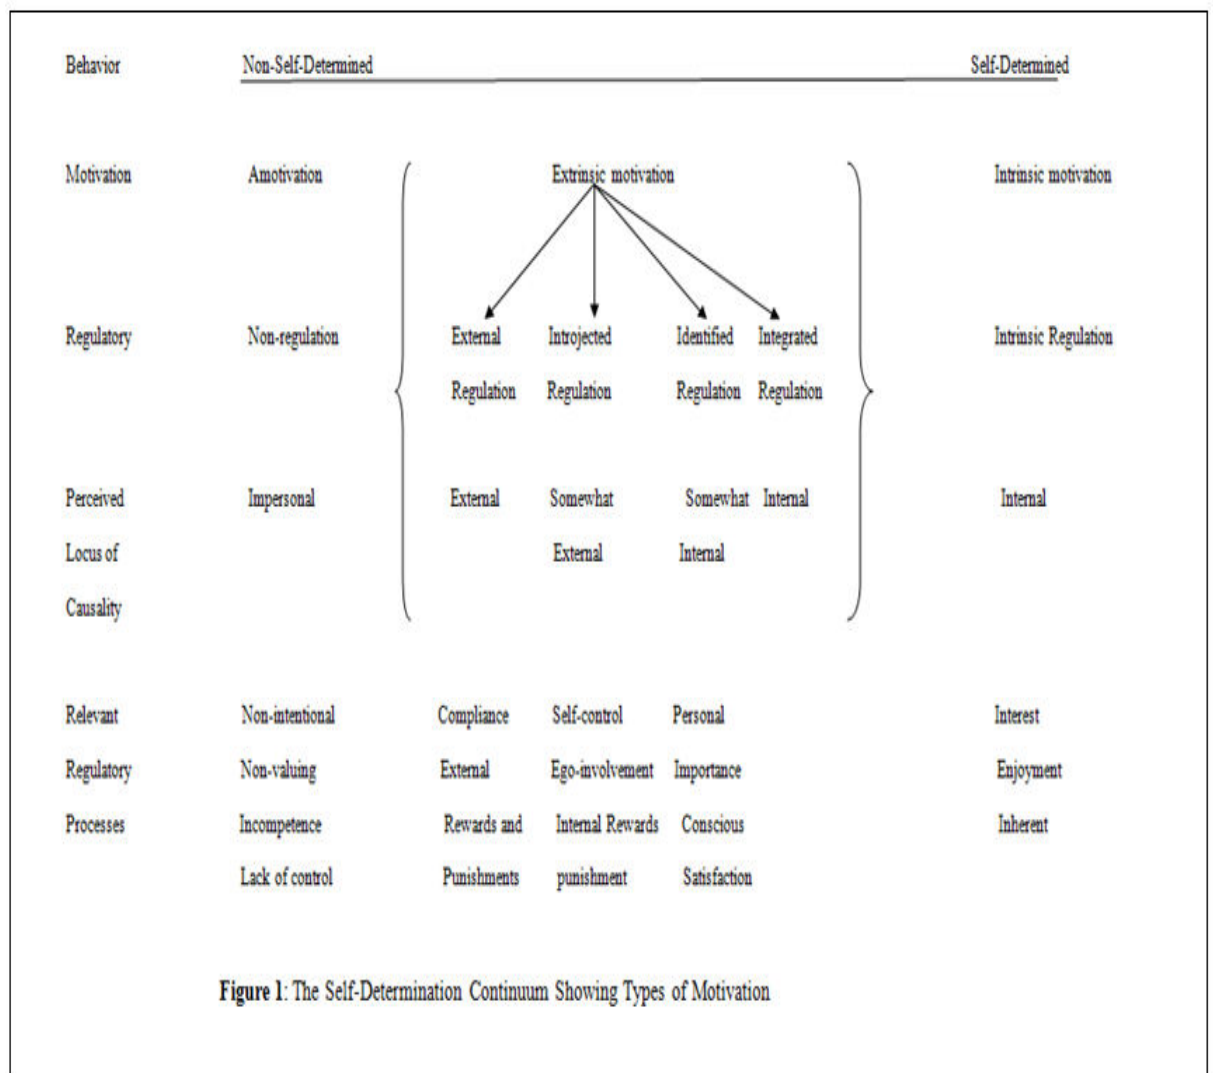 Behavior Non-Self-Determined Self-Determined
Motivation Amotivation Extrinsic motivation Intrinsic motivation
Regulatory Non-regulation External Introjected Identified Integrated Intrinsic Regulation
Regulation Regulation Regulation Regulation
Perceived Impersonal External Somewhat Somewhat Internal Internal
Locus of External Internal
Causality
Relevant Non-intentional Compliance Self-control Personal Interest
Regulatory Non-valuing External Ego-involvement Importance Enjoyment
Processes Incompetence Rewards and Internal Rewards Conscious Inherent
Lack of control Punishments punishment Satisfaction
Figure 1: The Self-Determination Continuum Showing Types of Motivation